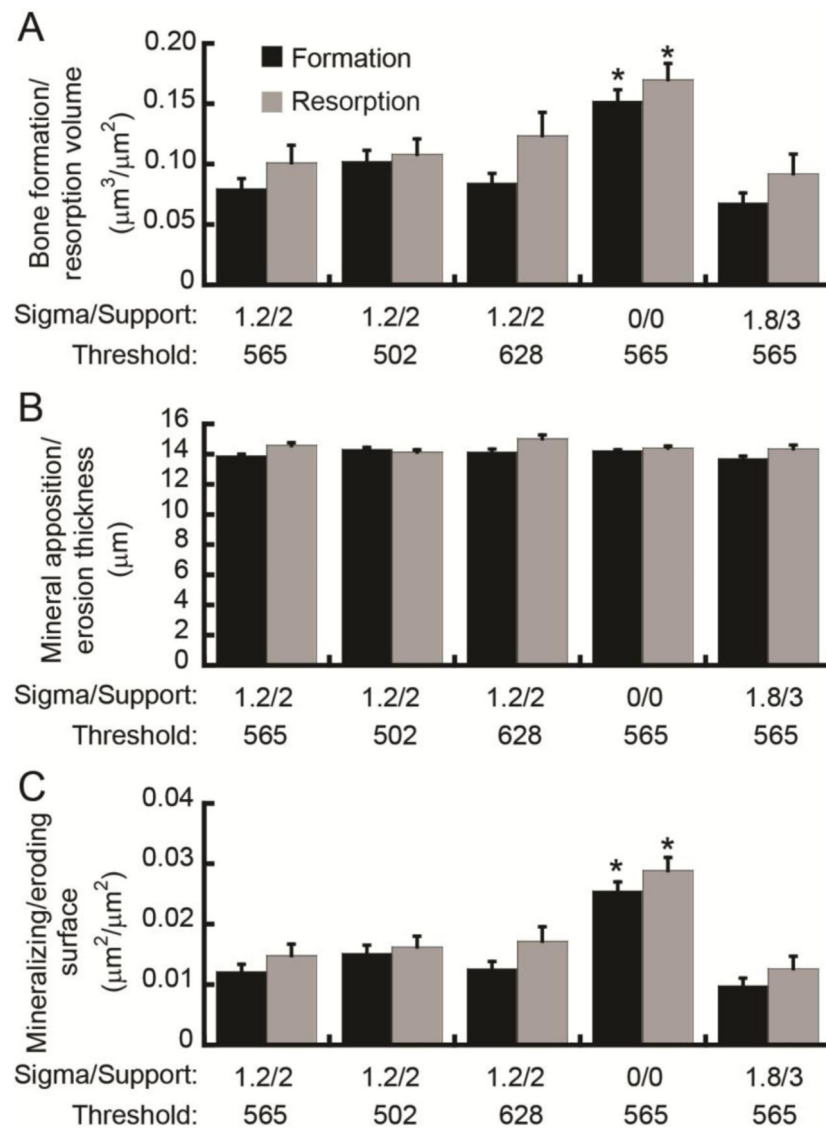 A
Bone formation/
resorption volume
(μm³/μm²)
0.20
0.15
0.10
0.05
0
Formation
Resorption
* *
Sigma/Support: 1.2/2 1.2/2 1.2/2 0/0 1.8/3
Threshold: 565 502 628 565 565
B
Mineral apposition/
erosion thickness
(μm)
16
14
12
10
8
6
4
2
0
Sigma/Support: 1.2/2 1.2/2 1.2/2 0/0 1.8/3
Threshold: 565 502 628 565 565
C
Mineralizing/eroding
surface
(μm²/μm²)
0.04
0.03
0.02
0.01
0
* *
Sigma/Support: 1.2/2 1.2/2 1.2/2 0/0 1.8/3
Threshold: 565 502 628 565 565